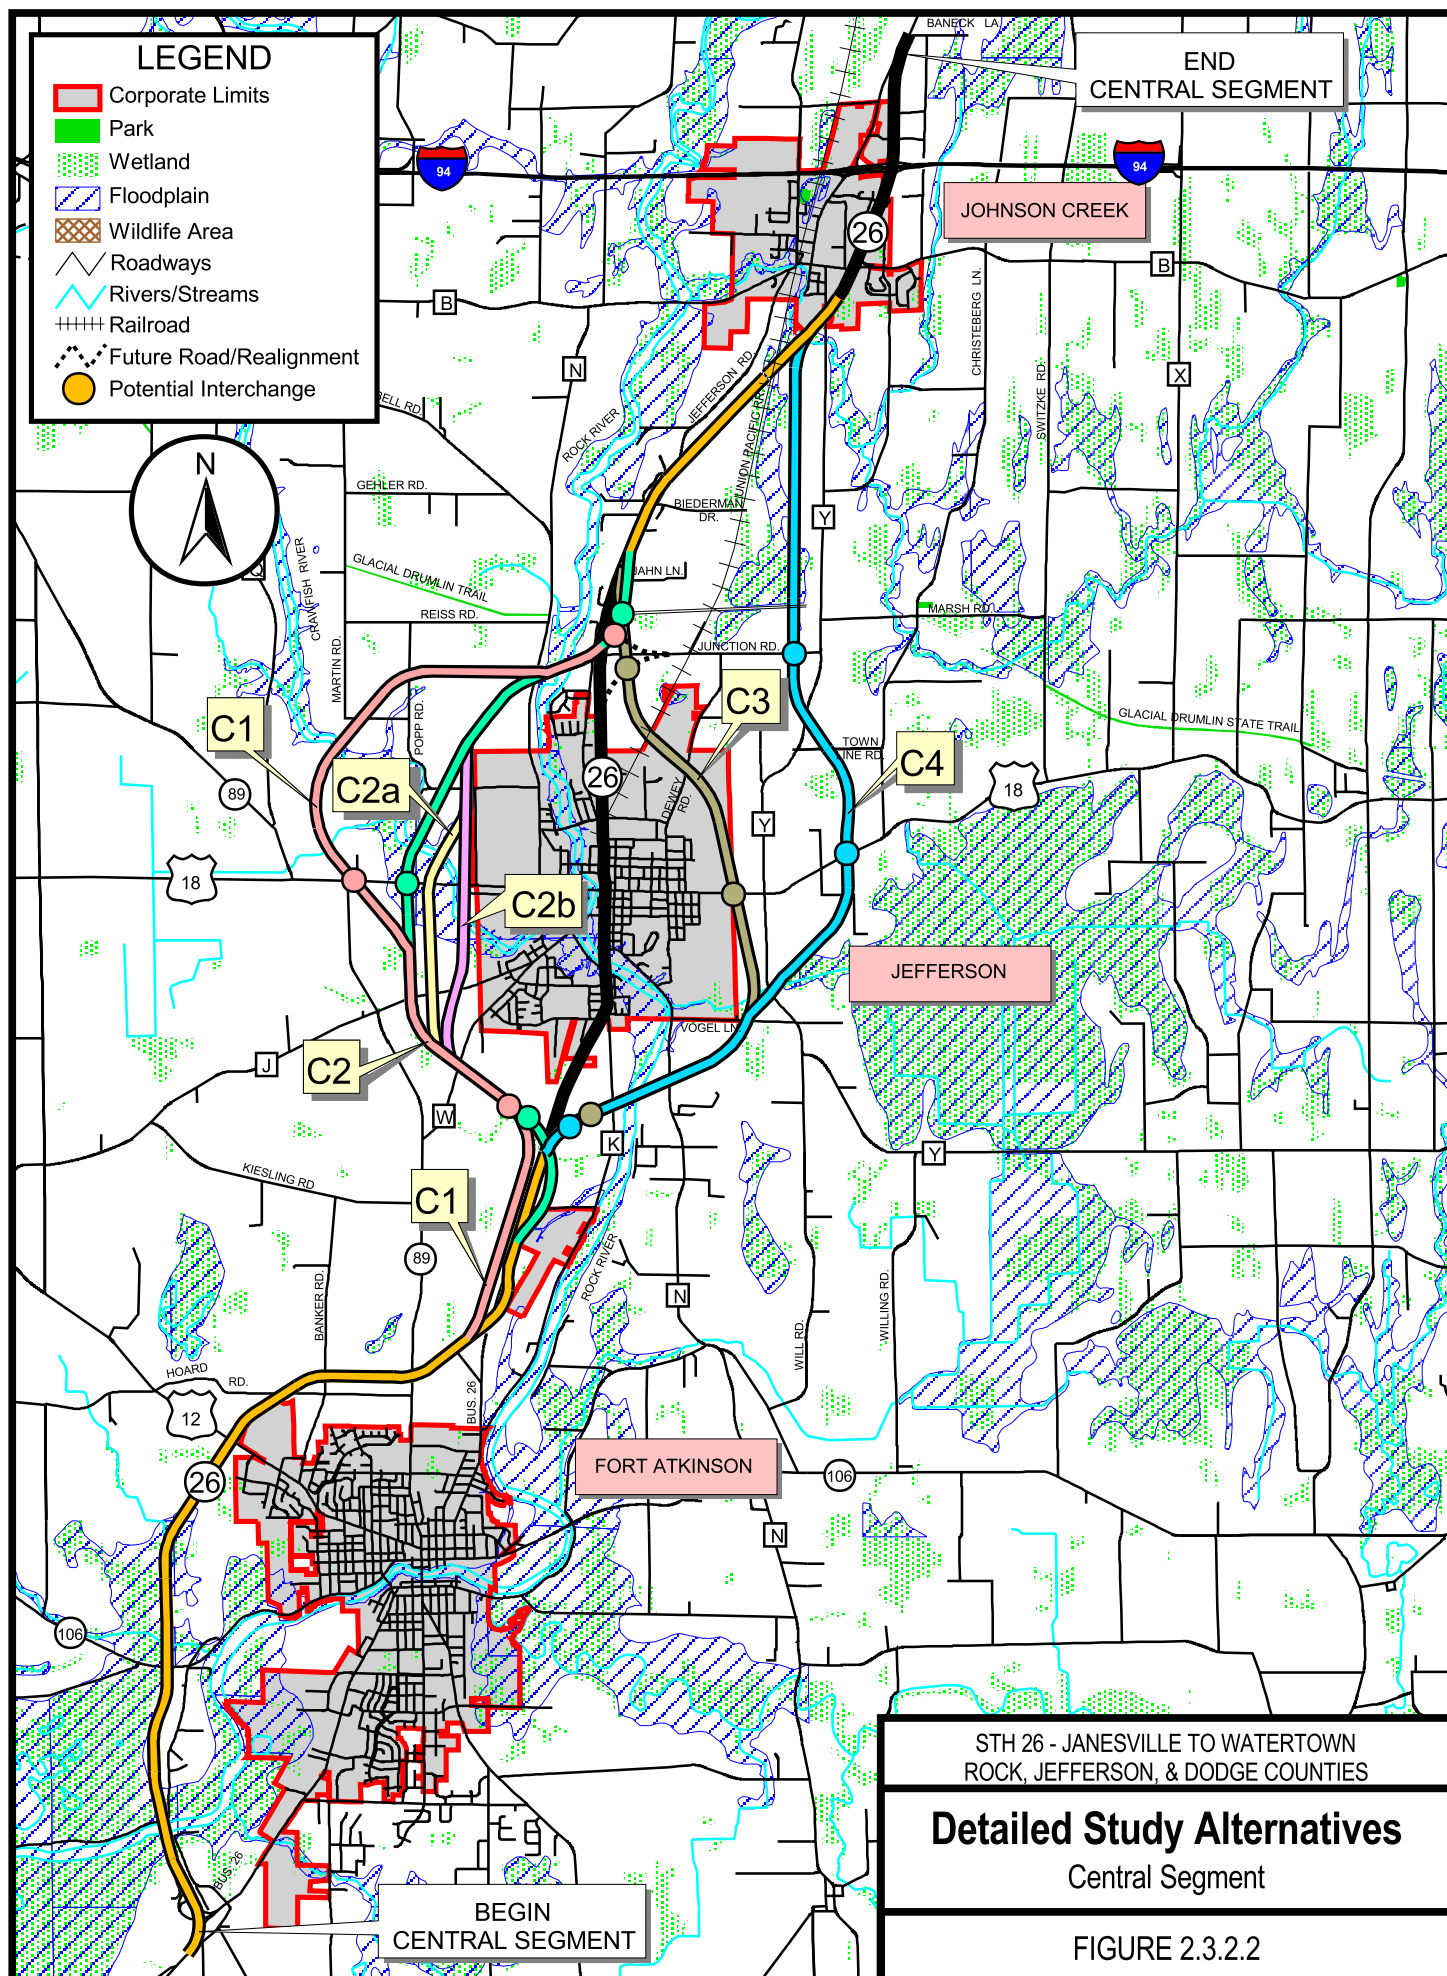 BANECK LA.
END
CENTRAL SEGMENT
LEGEND
Corporate Limits
Park
Wetland
Floodplain
Wildlife Area
Roadways
Rivers/Streams
Railroad
Future Road/Realignment
Potential Interchange
94
94
JOHNSON CREEK
26
B
B
CHRISTEBERG LN.
N
X
SWITZKE RD.
JEFFERSON RD.
ELL RD.
ROCK RIVER
UNION PACIFIC RR
N
GEHLER RD.
BIEDERMAN
DR.
Y
CRAWFISH RIVER
GLACIAL DRUMLIN TRAIL
JAHN LN.
REISS RD.
MARSH RD.
MARTIN RD.
JUNCTION RD.
POPP RD.
C3
C1
GLACIAL DRUMLIN STATE TRAIL
TOWN
INE RD.
C4
C2a
26
89
18
DEWEY
RD.
Y
18
C2b
JEFFERSON
VOGEL LN.
C2
J
W
K
Y
KIESLING RD
C1
89
ROCK RIVER
N
BANKER RD.
WILL RD.
WILLING RD.
HOARD
RD.
BUS. 26
12
FORT ATKINSON
26
106
N
106
STH 26 - JANESVILLE TO WATERTOWN
ROCK, JEFFERSON, & DODGE COUNTIES
Detailed Study Alternatives
Central Segment
BUS. 26
BEGIN
CENTRAL SEGMENT
FIGURE 2.3.2.2